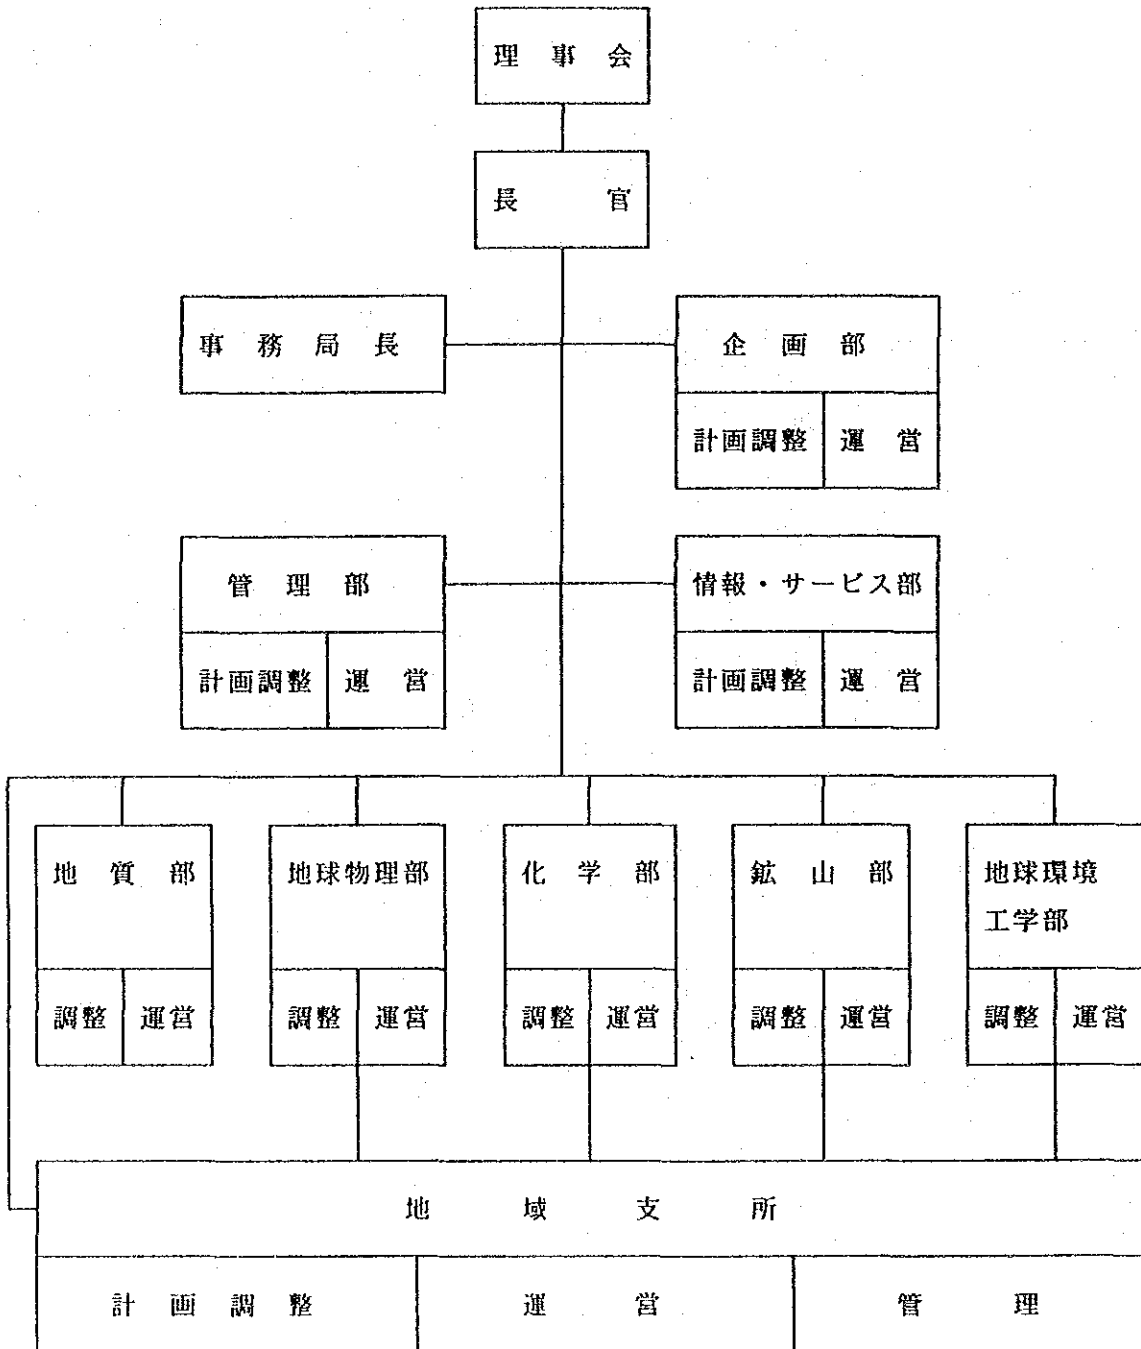 理事会
長官
事務局長
企画部
計画調整
運営
管理部
計画調整
運営
情報・サービス部
計画調整
運営
地質部
調整
運営
地球物理部
調整
運営
化学部
調整
運営
鉱山部
調整
運営
地球環境
工学部
調整
運営
地域支所
計画調整
運営
管理